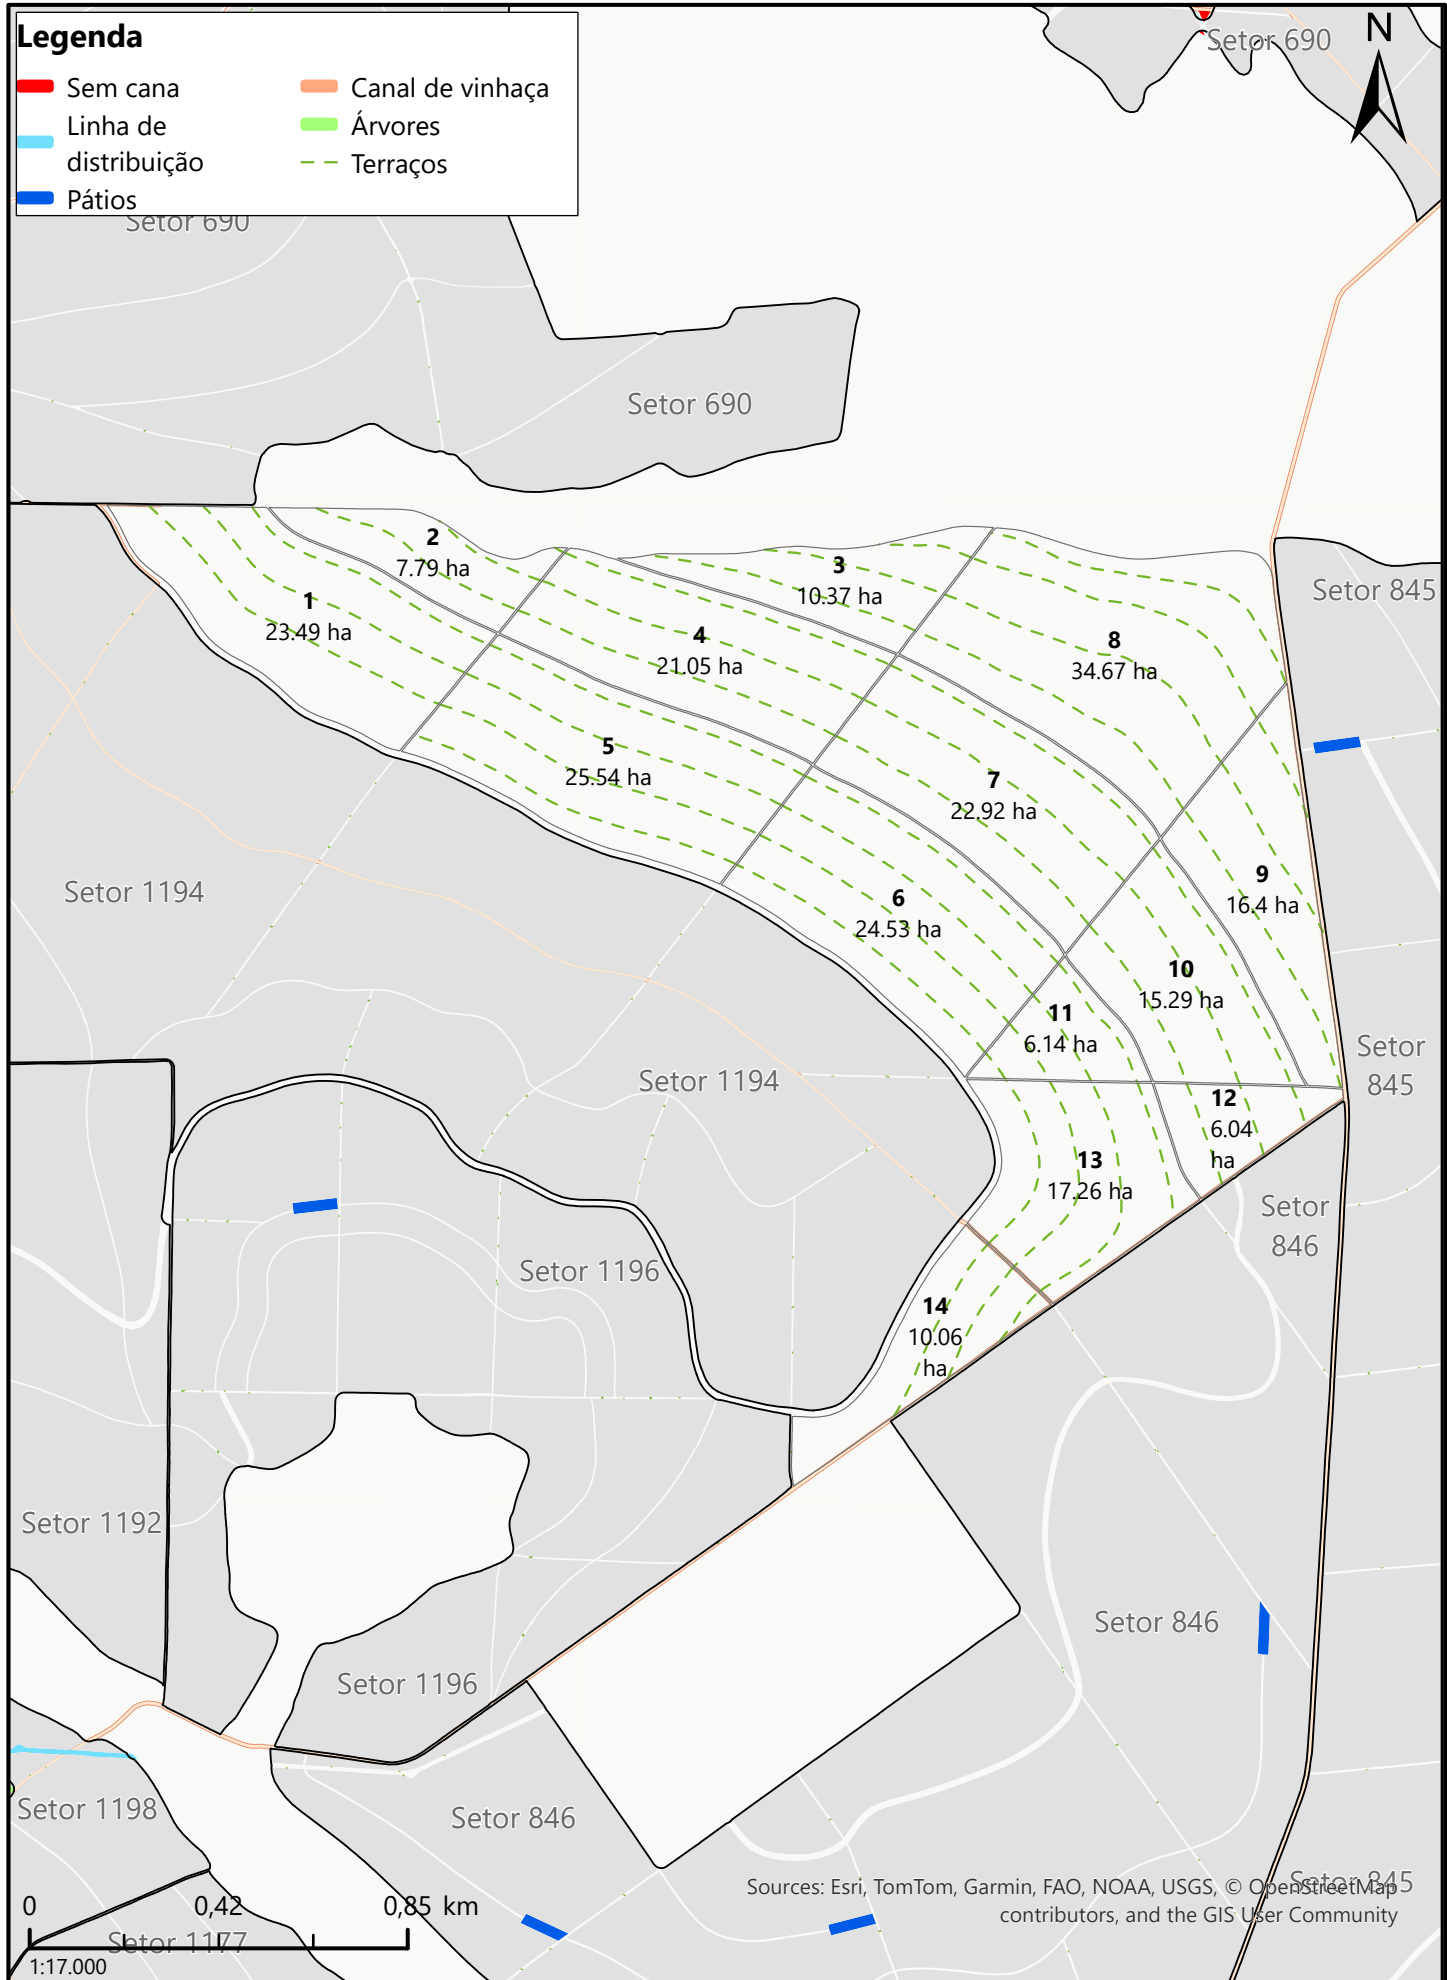 Legenda
Sem cana
Linha de
distribuição
Pátios
Canal de vinhaça
Árvores
Terraços
N
Setor 690
Setor 690
Setor 690
Setor 845
1
23.49 ha
2
7.79 ha
3
10.37 ha
4
21.05 ha
5
25.54 ha
6
24.53 ha
7
22.92 ha
8
34.67 ha
9
16.4 ha
10
15.29 ha
11
6.14 ha
12
6.04
ha
13
17.26 ha
14
10.06
ha
Setor 1194
Setor 1194
Setor
845
Setor
846
Setor 1196
Setor 1192
Setor 1196
Setor 846
Setor 1198
Setor 846
Setor 845
Setor 1177
0 0,42 0,85 km
1:17.000
Sources: Esri, TomTom, Garmin, FAO, NOAA, USGS, © OpenStreetMap
contributors, and the GIS User Community